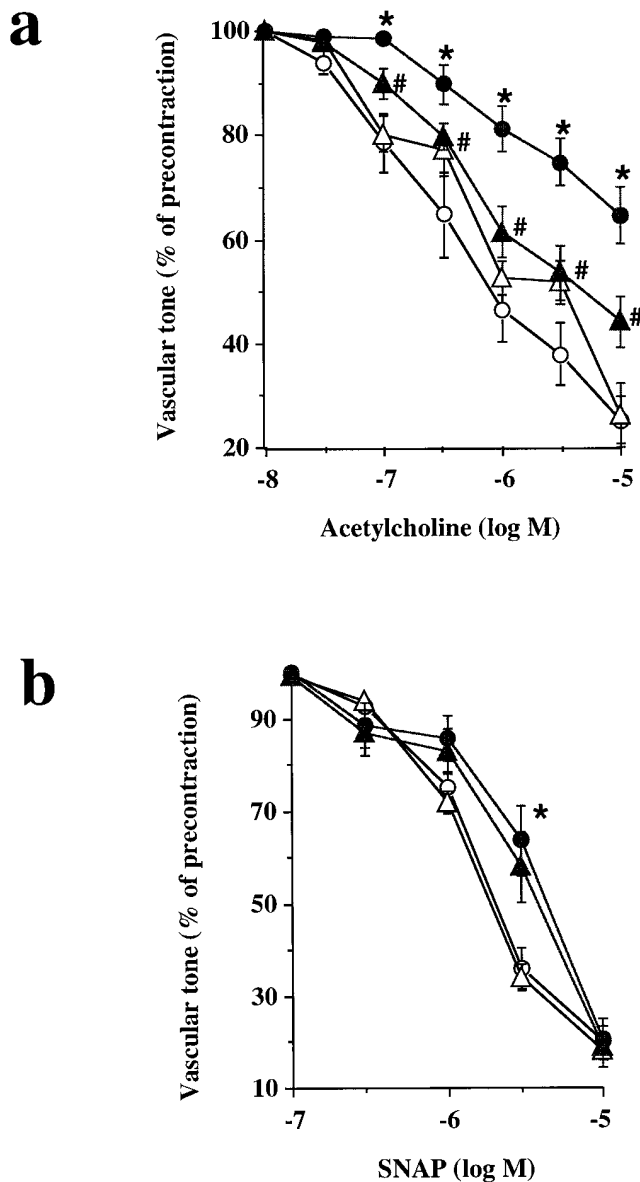 a
Vascular tone (% of precontraction)
100
80
60
40
20
* * * * *
# # # # #
-8 -7 -6 -5
Acetylcholine (log M)
b
Vascular tone (% of precontraction)
90
70
50
30
10
*
-7 -6 -5
SNAP (log M)